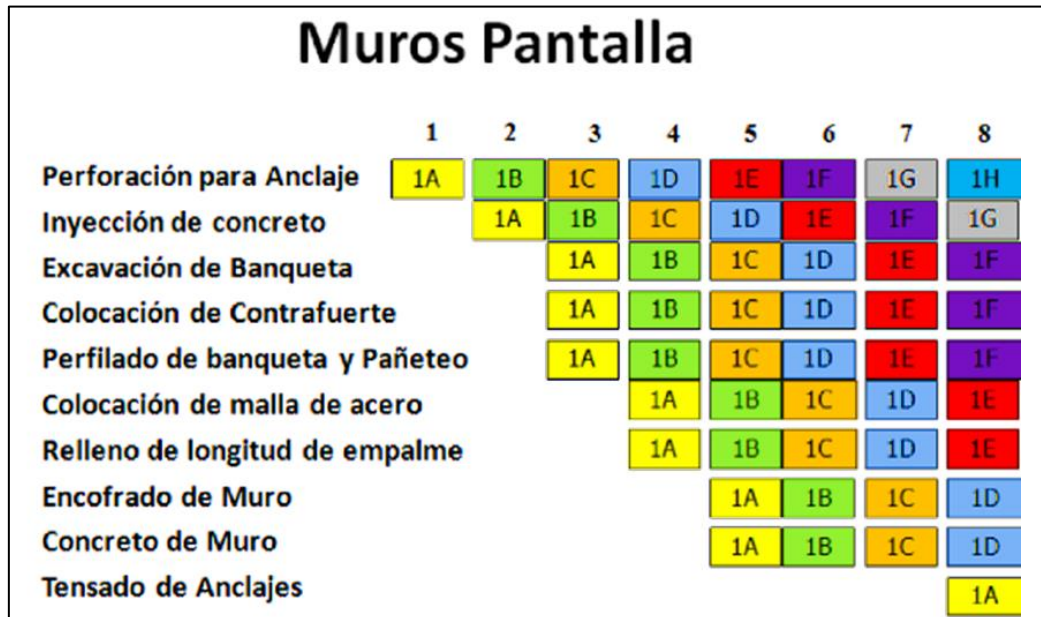 Muros Pantalla
1 2 3 4 5 6 7 8
Perforación para Anclaje 1A 1B 1C 1D 1E 1F 1G 1H
Inyección de concreto 1A 1B 1C 1D 1E 1F 1G
Excavación de Banqueta 1A 1B 1C 1D 1E 1F
Colocación de Contrafuerte 1A 1B 1C 1D 1E 1F
Perfilado de banqueta y Pañeteo 1A 1B 1C 1D 1E 1F
Colocación de malla de acero 1A 1B 1C 1D 1E
Relleno de longitud de empalme 1A 1B 1C 1D 1E
Encofrado de Muro 1A 1B 1C 1D
Concreto de Muro 1A 1B 1C 1D
Tensado de Anclajes 1A